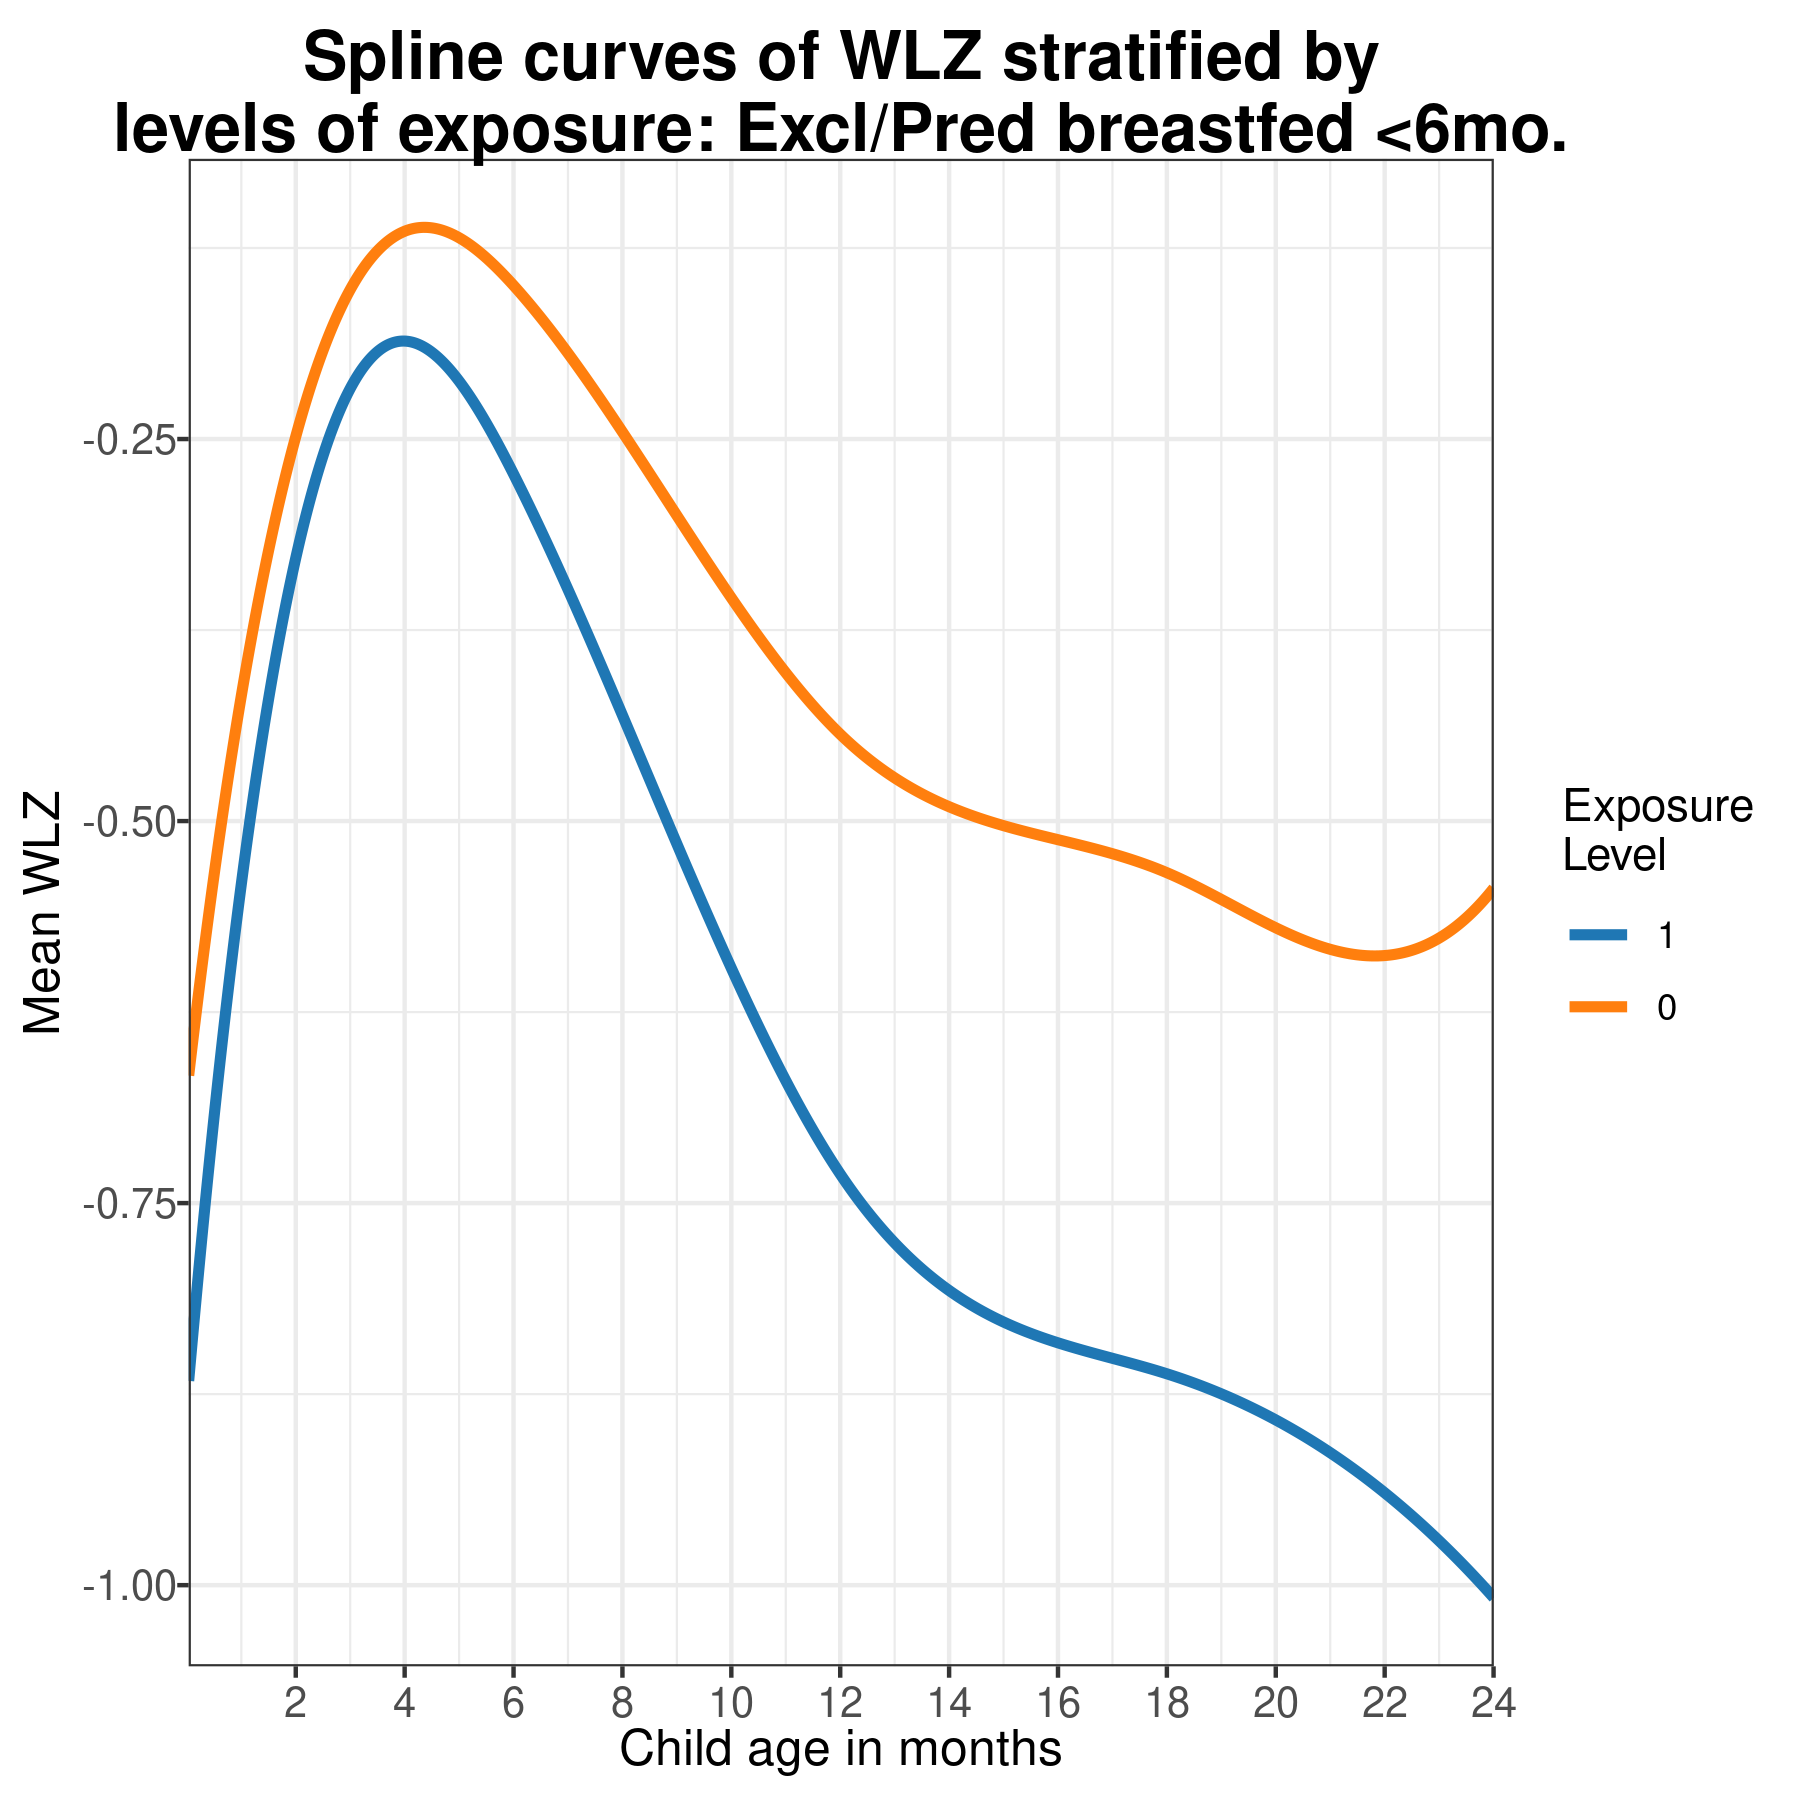 Spline curves of WLZ stratified by
levels of exposure: Excl/Pred breastfed <6mo.
Mean WLZ
-0.25
-0.50
-0.75
-1.00
2 4 6 8 10 12 14 16 18 20 22 24
Child age in months
Exposure
Level
1
0